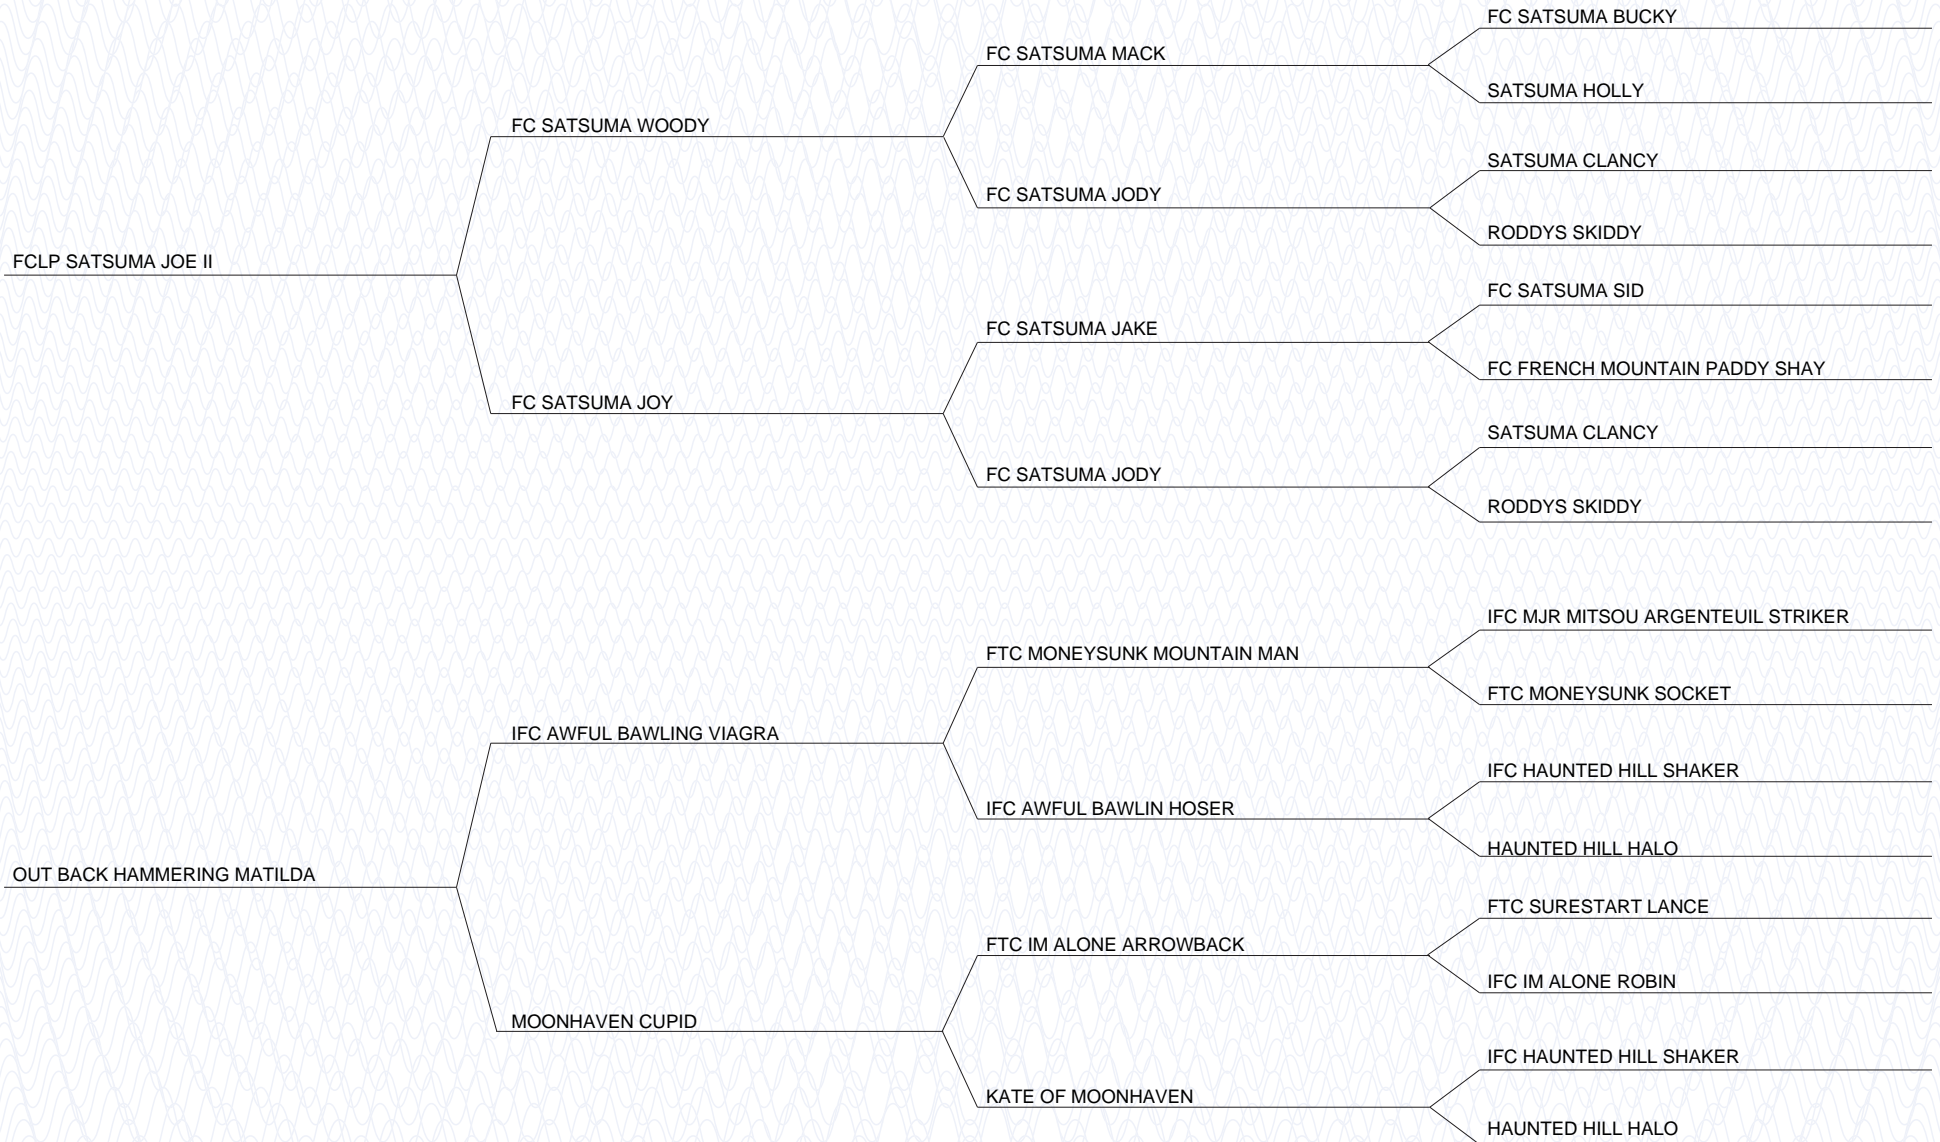 FC SATSUMA BUCKY
FC SATSUMA MACK
SATSUMA HOLLY
FC SATSUMA WOODY
SATSUMA CLANCY
FC SATSUMA JODY
RODDYS SKIDDY
FCLP SATSUMA JOE II
FC SATSUMA SID
FC SATSUMA JAKE
FC FRENCH MOUNTAIN PADDY SHAY
FC SATSUMA JOY
SATSUMA CLANCY
FC SATSUMA JODY
RODDYS SKIDDY
IFC MJR MITSOU ARGENTEUIL STRIKER
FTC MONEYSUNK MOUNTAIN MAN
FTC MONEYSUNK SOCKET
IFC AWFUL BAWLING VIAGRA
IFC HAUNTED HILL SHAKER
IFC AWFUL BAWLIN HOSER
HAUNTED HILL HALO
OUT BACK HAMMERING MATILDA
FTC SURESTART LANCE
FTC IM ALONE ARROWBACK
IFC IM ALONE ROBIN
MOONHAVEN CUPID
IFC HAUNTED HILL SHAKER
KATE OF MOONHAVEN
HAUNTED HILL HALO